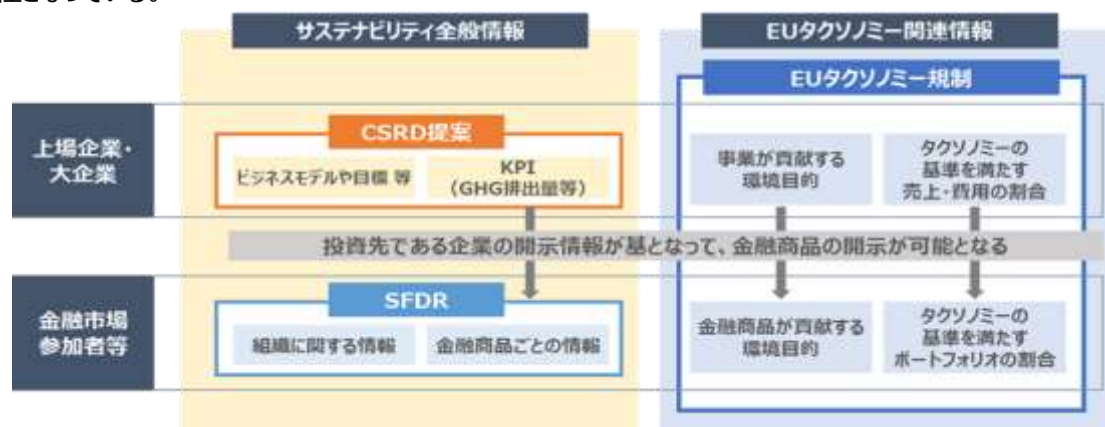 サステナビリティ全般情報
EUタクソノミー関連情報
EUタクソノミー規制
上場企業・
大企業
CSRD提案
ビジネスモデルや目標 等
KPI
(GHG排出量等)
事業が貢献する
環境目的
タクソノミーの
基準を満たす
売上・費用の割合
投資先である企業の開示情報が基となって、金融商品の開示が可能となる
金融市場
参加者等
SFDR
組織に関する情報
金融商品ごとの情報
金融商品が貢献する
環境目的
タクソノミーの
基準を満たす
ポートフォリオの割合